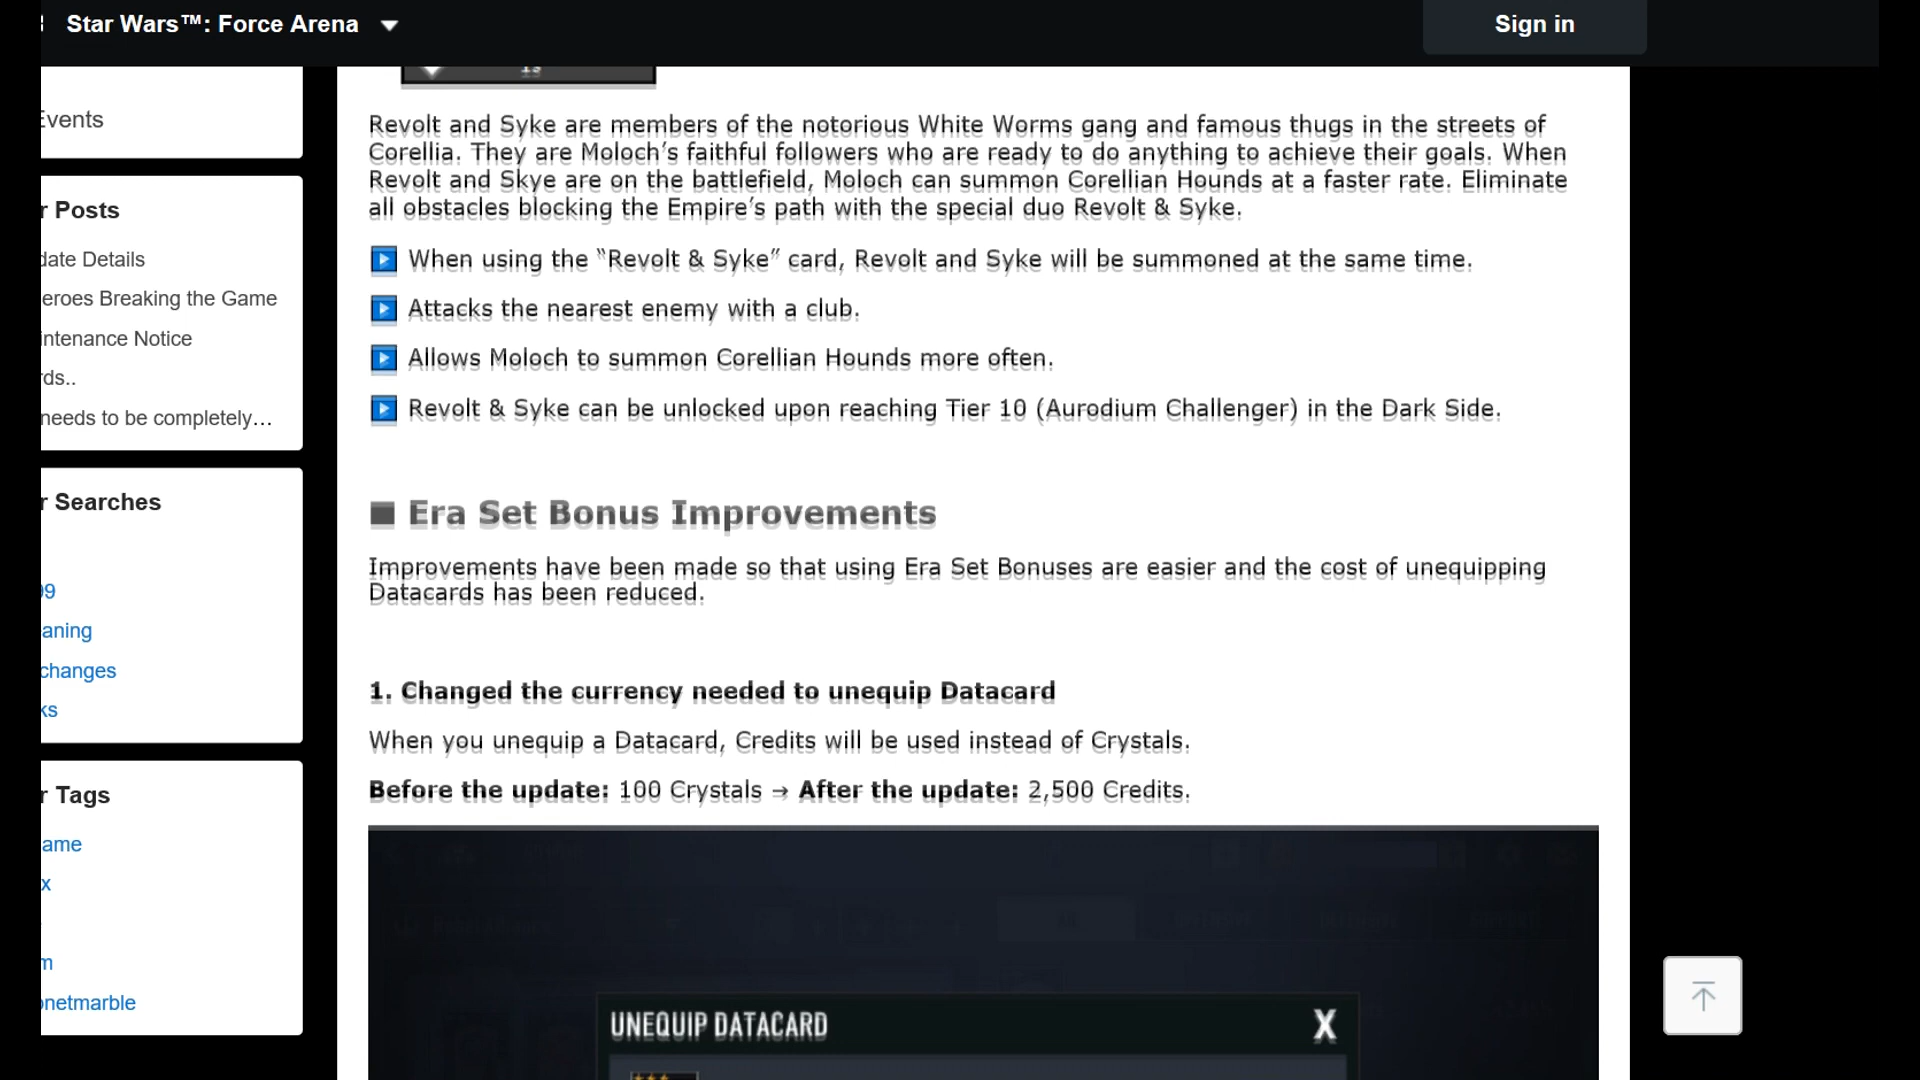 Star Wars™: Force Arena
Sign in
Events
r Posts
date Details
eroes Breaking the Game
intenance Notice
rds..
needs to be completely…
r Searches
99
aning
changes
ks
r Tags
ame
x
m
onetmarble
1s
Revolt and Syke are members of the notorious White Worms gang and famous thugs in the streets of
Corellia. They are Moloch’s faithful followers who are ready to do anything to achieve their goals. When
Revolt and Skye are on the battlefield, Moloch can summon Corellian Hounds at a faster rate. Eliminate
all obstacles blocking the Empire’s path with the special duo Revolt & Syke.
▶ When using the “Revolt & Syke” card, Revolt and Syke will be summoned at the same time.
▶ Attacks the nearest enemy with a club.
▶ Allows Moloch to summon Corellian Hounds more often.
▶ Revolt & Syke can be unlocked upon reaching Tier 10 (Aurodium Challenger) in the Dark Side.
■ Era Set Bonus Improvements
Improvements have been made so that using Era Set Bonuses are easier and the cost of unequipping
Datacards has been reduced.
1. Changed the currency needed to unequip Datacard
When you unequip a Datacard, Credits will be used instead of Crystals.
Before the update: 100 Crystals → After the update: 2,500 Credits.
UNEQUIP DATACARD
X